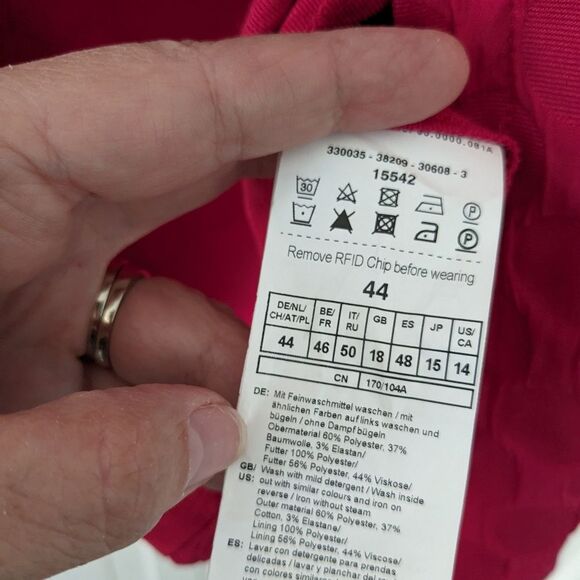 330035 - 38209 - 30608 - 3
15542
30
P
P
Remove RFID Chip before wearing
44
DE/NL/ CH/AT/PL BE/ FR IT/ RU GB ES JP US/ CA
44 46 50 18 48 15 14
CN 170/104A
DE: Mit Feinwaschmittel waschen / mit
ähnlichen Farben auf links waschen und
bügeln / ohne Dampf bügeln
Obermaterial 60% Polyester, 37%
Baumwolle, 3% Elastan/
Futter 100% Polyester/
Futter 56% Polyester, 44% Viskose/
GB/ Wash with mild detergent / Wash inside
US: out with similar colours and iron on
reverse / Iron without steam
Outer material 60% Polyester, 37%
Cotton, 3% Elastane/
Lining 100% Polyester/
Lining 56% Polyester, 44% Viscose/
ES: Lavar con detergente para prendas
delicadas / lavar y planchar del revés
con colores similares